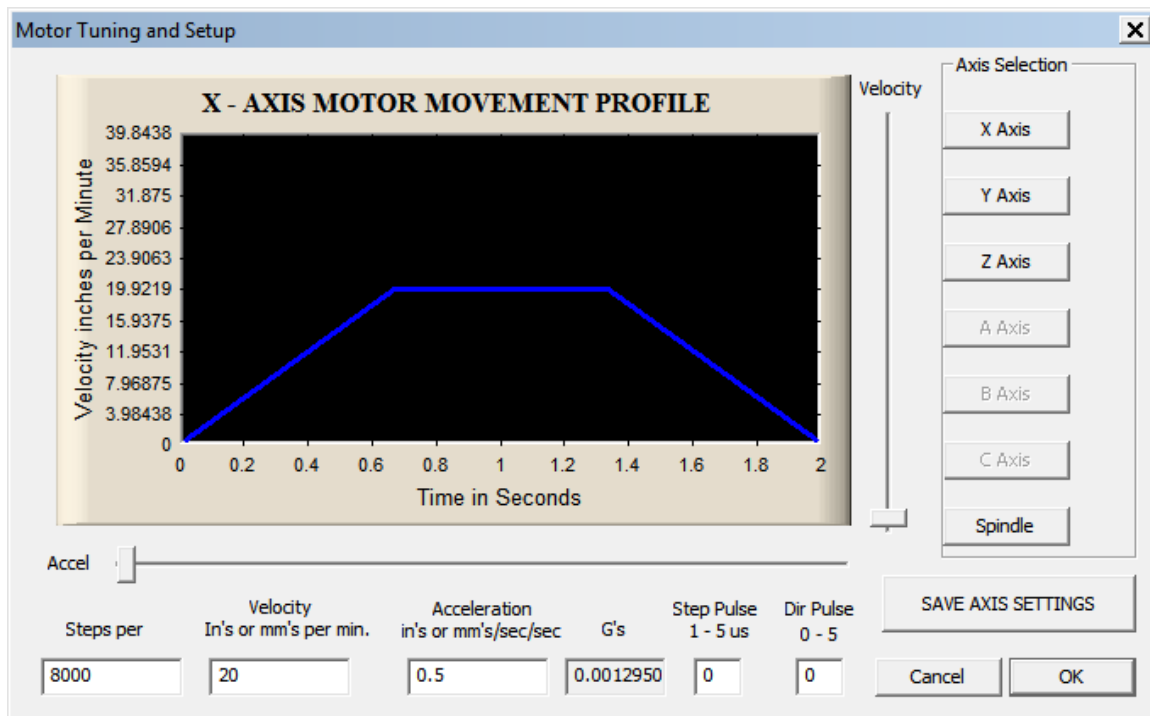 Motor Tuning and Setup
Axis Selection
X - AXIS MOTOR MOVEMENT PROFILE
Velocity
Velocity inches per Minute
39.8438
35.8594
31.875
27.8906
23.9063
19.9219
15.9375
11.9531
7.96875
3.98438
0
0 0.2 0.4 0.6 0.8 1 1.2 1.4 1.6 1.8 2
Time in Seconds
X Axis
Y Axis
Z Axis
A Axis
B Axis
C Axis
Spindle
Accel
SAVE AXIS SETTINGS
Steps per
Velocity
In's or mm's per min.
Acceleration
in's or mm's/sec/sec
G's
Step Pulse
1 - 5 us
Dir Pulse
0 - 5
8000
20
0.5
0.0012950
0
0
Cancel
OK